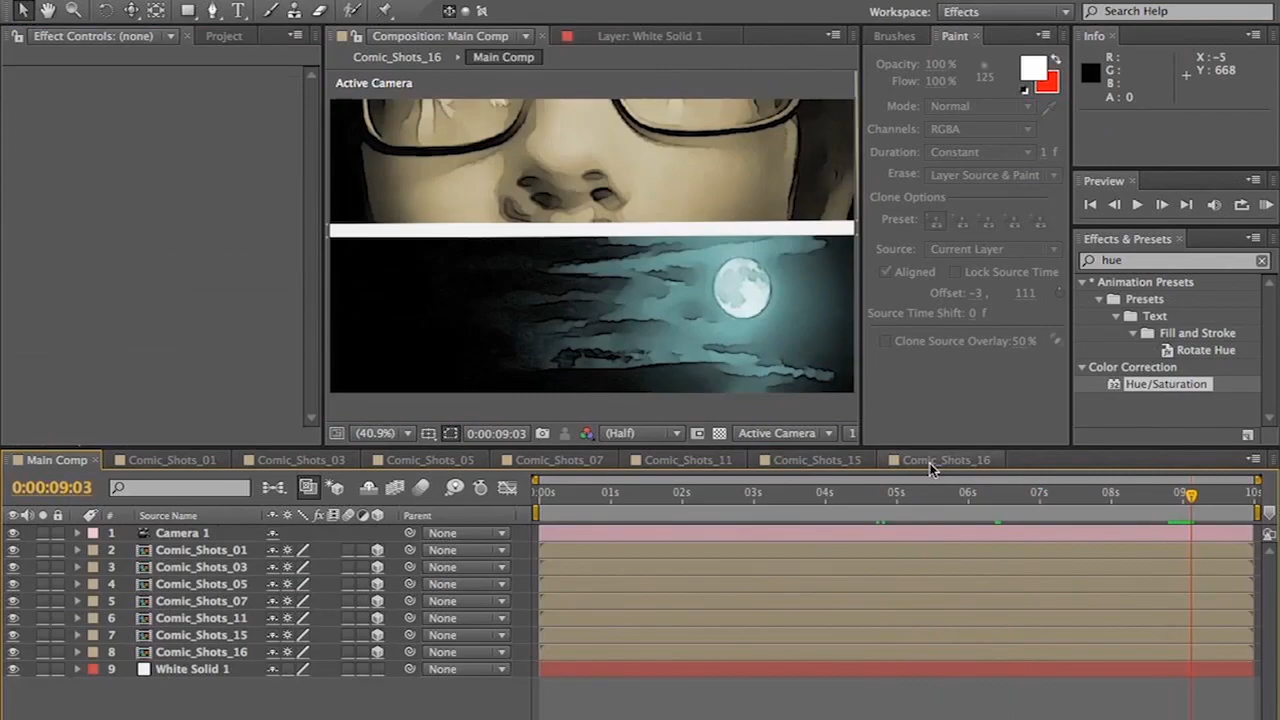 T
Workspace: Effects
Search Help
Effect Controls: (none)
Project
Composition: Main Comp
Layer: White Solid 1
Brushes
Paint
Info
Comic_Shots_16
Main Comp
Active Camera
Opacity: 100 %
Flow: 100 %
125
Mode: Normal
Channels: RGBA
Duration: Constant 1 f
Erase: Layer Source & Paint
Clone Options
Preset:
Source: Current Layer
Aligned
Lock Source Time
Offset: -3 , 111
Source Time Shift: 0 f
Clone Source Overlay: 50 %
R :
G :
B :
A : 0
X : -5
Y : 668
Preview
Effects & Presets
hue
* Animation Presets
Presets
Text
Fill and Stroke
Rotate Hue
Color Correction
Hue/Saturation
(40.9%)
0:00:09:03
(Half)
Active Camera
1
Main Comp
Comic_Shots_01
Comic_Shots_03
Comic_Shots_05
Comic_Shots_07
Comic_Shots_11
Comic_Shots_15
Comic_Shots_16
0:00:09:03
:00s 01s 02s 03s 04s 05s 06s 07s 08s 09s 10s
# Source Name
fx
Parent
1 Camera 1 None
2 Comic_Shots_01 None
3 Comic_Shots_03 None
4 Comic_Shots_05 None
5 Comic_Shots_07 None
6 Comic_Shots_11 None
7 Comic_Shots_15 None
8 Comic_Shots_16 None
9 White Solid 1 None